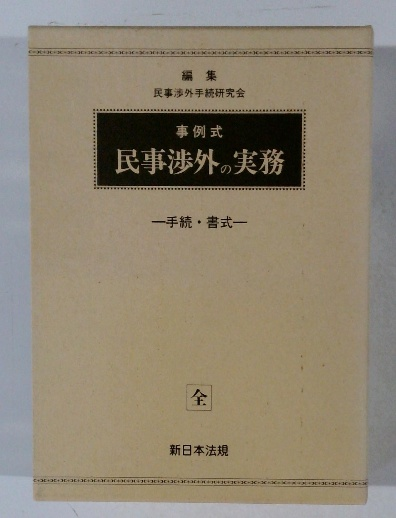 編集
民事渉外手続研究会
事例式
民事渉外の実務
―手続・書式―
全
新日本法規